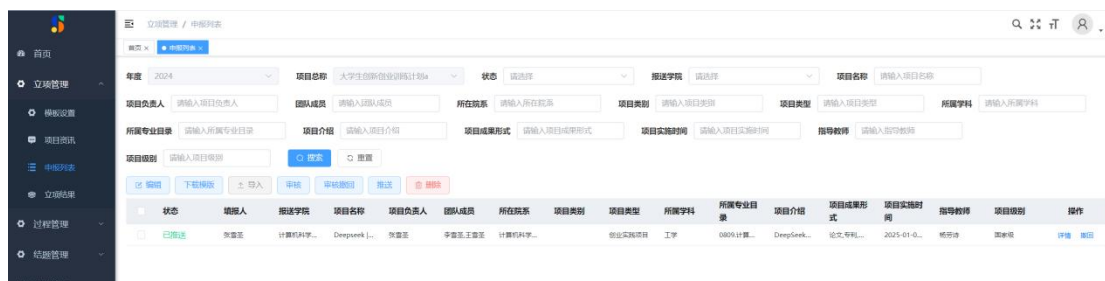 立项管理 / 申报列表
首页 × 申报列表 ×
首页
立项管理
模板设置
项目资讯
申报列表
立项结果
过程管理
结题管理
年度 2024 项目总称 大学生创新创业训练计划a 状态 请选择 报送学院 请选择 项目名称 请输入项目名称
项目负责人 请输入项目负责人 团队成员 请输入团队成员 所在院系 请输入所在院系 项目类别 请输入项目类别 项目类型 请输入项目类型 所属学科 请输入所属学科
所属专业目录 请输入所属专业目录 项目介绍 请输入项目介绍 项目成果形式 请输入项目成果形式 项目实施时间 请输入项目实施时间 指导教师 请输入指导教师
项目级别 请输入项目级别 搜索 重置
编辑 下载模版 导入 审核 审核撤回 推送 删除
状态 填报人 报送学院 项目名称 项目负责人 团队成员 所在院系 项目类别 项目类型 所属学科 所属专业目录 项目介绍 项目成果形式 项目实施时间 指导教师 项目级别 操作
已推送 张雪荃 计算机科学... Deepseek j... 张雪荃 计算机科学... 创业实践项目 工学 0809.计算... DeepSeek... 论文,专利,... 2025-01-0... 国家级 详情 撤回